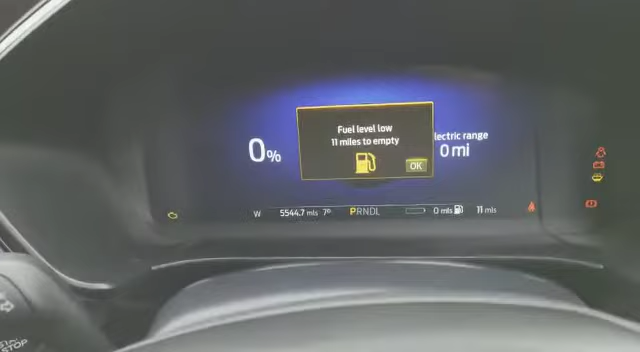 Fuel level low
11 miles to empty
OK
0%
lectric range
0 mi
W 5544.7 mls 7° PRNDL 0 mls 11 mls
STOP